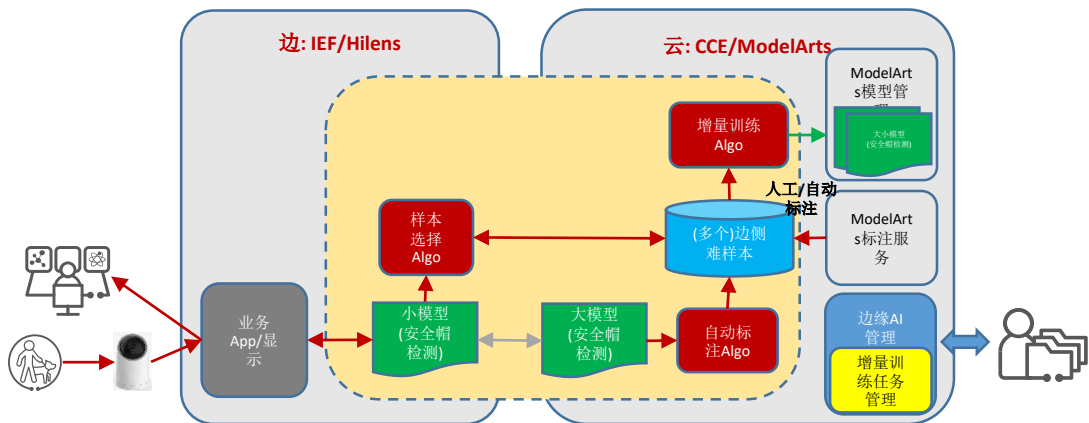 边: IEF/Hilens
云: CCE/ModelArts
ModelArt
s模型管
理
大小模型
(安全帽检测)
增量训练
Algo
人工/自动
标注
样本
选择
Algo
(多个)边侧
难样本
ModelArt
s标注服
务
业务
App/显
示
小模型
(安全帽
检测)
大模型
(安全帽
检测)
自动标
注Algo
边缘AI
管理
增量训
练任务
管理